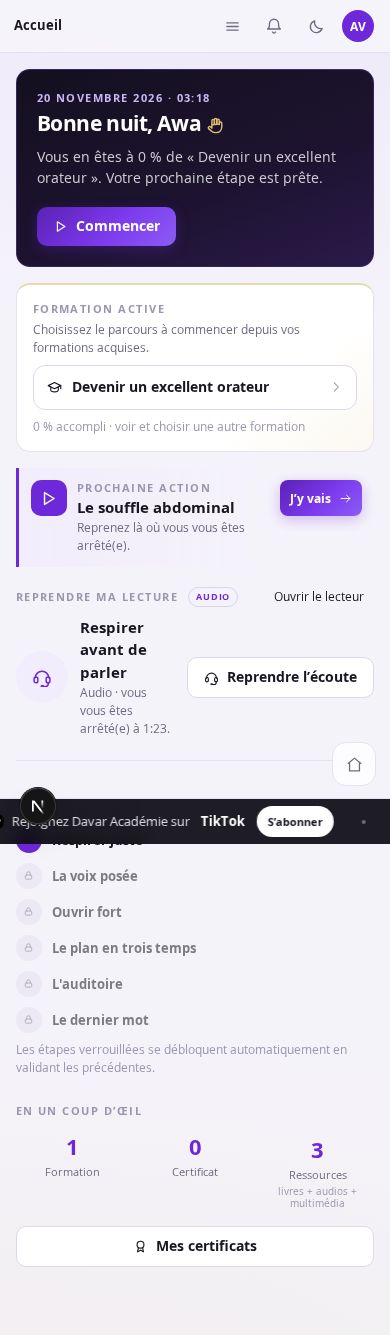 Accueil
AV
20 NOVEMBRE 2026 · 03:18
Bonne nuit, Awa
Vous en êtes à 0 % de « Devenir un excellent
orateur ». Votre prochaine étape est prête.
Commencer
FORMATION ACTIVE
Choisissez le parcours à commencer depuis vos
formations acquises.
Devenir un excellent orateur
0 % accompli · voir et choisir une autre formation
PROCHAINE ACTION
Le souffle abdominal
Reprenez là où vous vous êtes
arrêté(e).
J’y vais →
REPRENDRE MA LECTURE
AUDIO
Ouvrir le lecteur
Respirer
avant de
parler
Audio · vous
vous êtes
arrêté(e) à 1:23.
Reprendre l’écoute
N
Rejoignez Davar Académie sur TikTok
S’abonner
La voix posée
Ouvrir fort
Le plan en trois temps
L'auditoire
Le dernier mot
Les étapes verrouillées se débloquent automatiquement en
validant les précédentes.
EN UN COUP D’ŒIL
1
Formation
0
Certificat
3
Ressources
livres + audios +
multimédia
Mes certificats